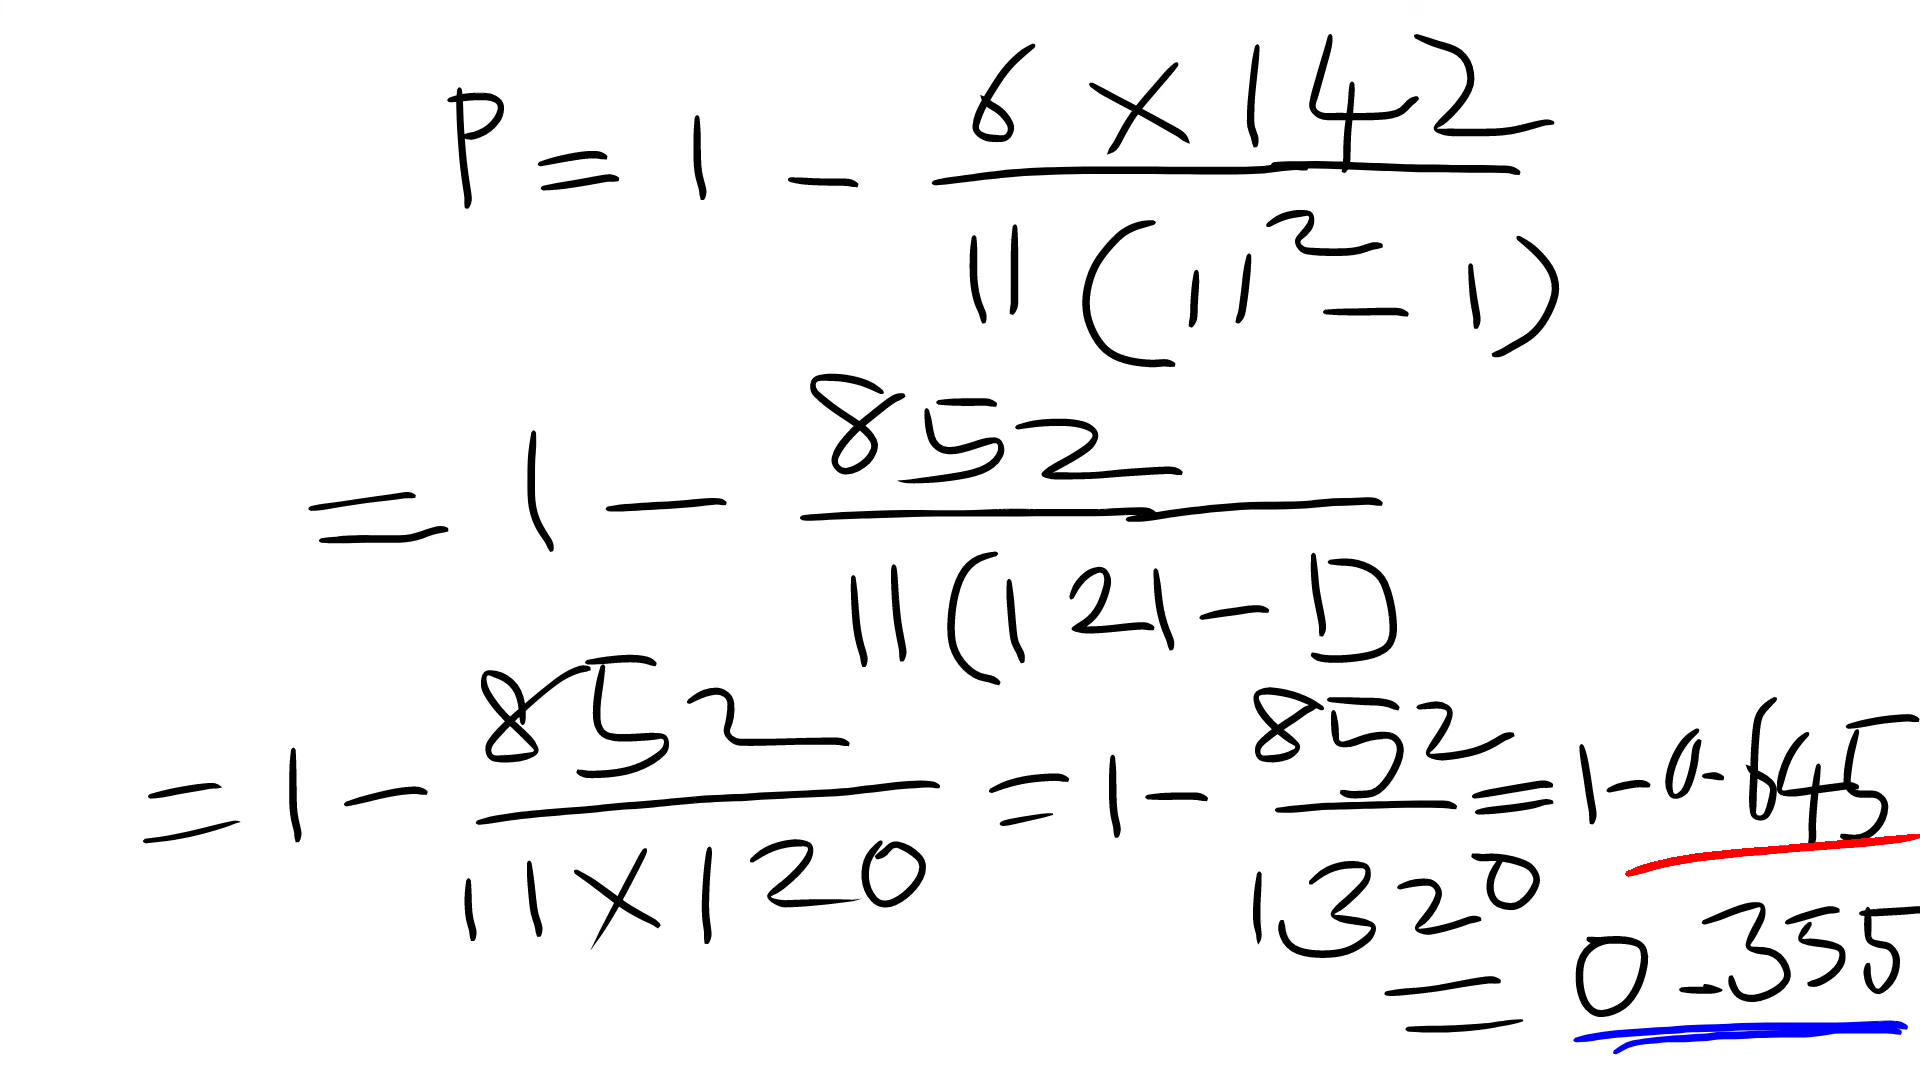 P = 1 - 6 × 142 / 11 (11² - 1)
= 1 - 852 / 11 (121 - 1)
= 1 - 852 / 11 × 120 = 1 - 852 / 1320 = 1 - 0.645
= 0.355